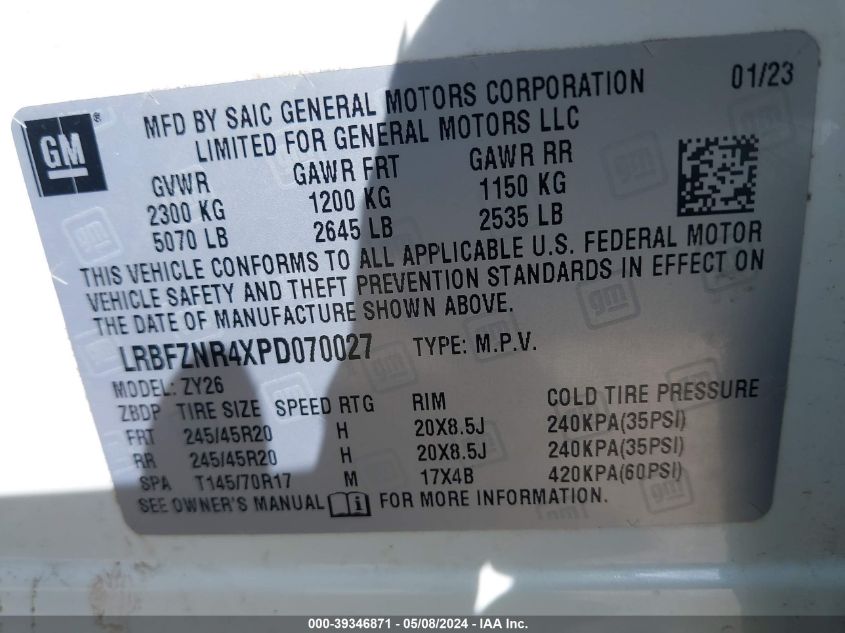 01/23
GM®
MFD BY SAIC GENERAL MOTORS CORPORATION
LIMITED FOR GENERAL MOTORS LLC
GVWR GAWR FRT GAWR RR
2300 KG 1200 KG 1150 KG
5070 LB 2645 LB 2535 LB
THIS VEHICLE CONFORMS TO ALL APPLICABLE U.S. FEDERAL MOTOR
VEHICLE SAFETY AND THEFT PREVENTION STANDARDS IN EFFECT ON
THE DATE OF MANUFACTURE SHOWN ABOVE.
LRBFZNR4XPD070027 TYPE: M.P.V.
MODEL: ZY26
ZBDP TIRE SIZE SPEED RTG RIM COLD TIRE PRESSURE
FRT 245/45R20 H 20X8.5J 240KPA(35PSI)
RR 245/45R20 H 20X8.5J 240KPA(35PSI)
SPA T145/70R17 M 17X4B 420KPA(60PSI)
SEE OWNER'S MANUAL i FOR MORE INFORMATION.
000-39346871 - 05/08/2024 - IAA Inc.